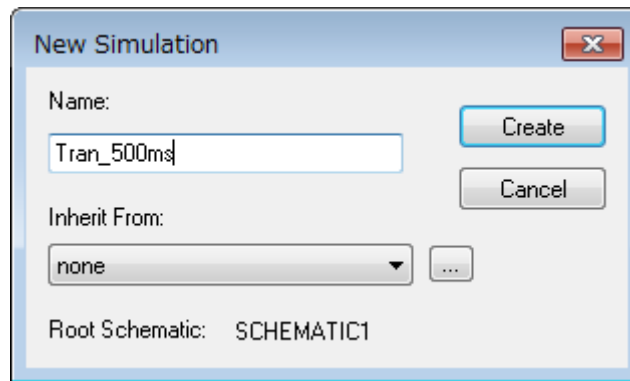 New Simulation
Name:
Tran_500ms
Create
Cancel
Inherit From:
none
...
Root Schematic: SCHEMATIC1